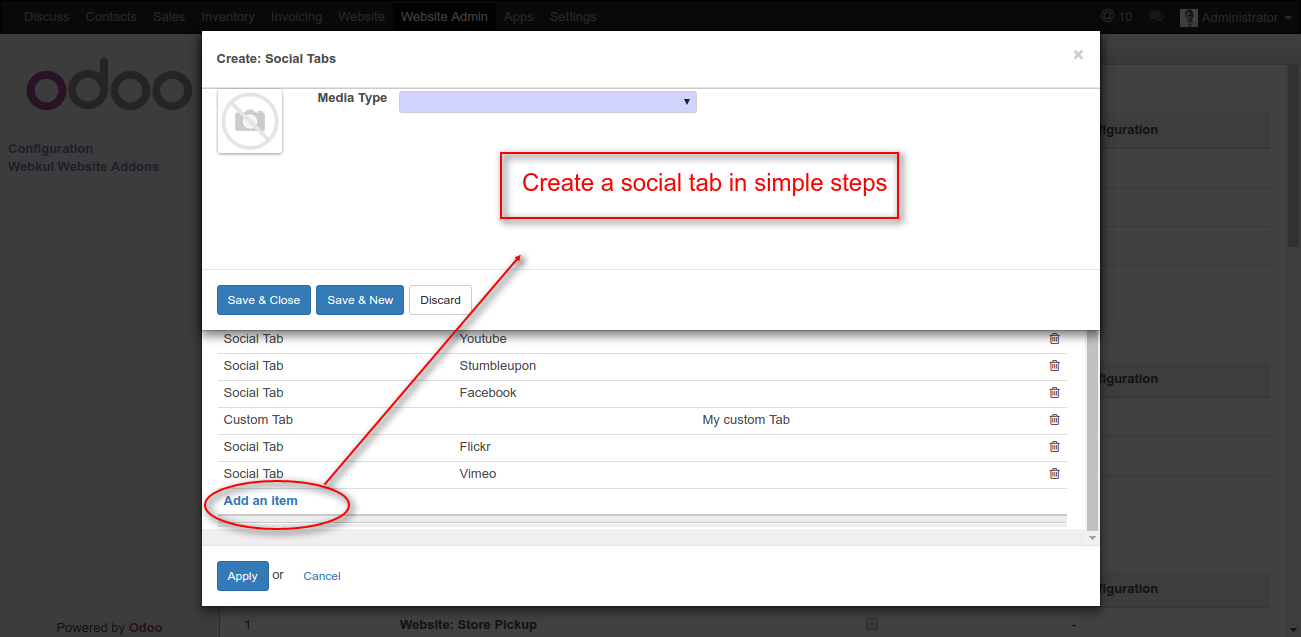 Discuss Contacts Sales Inventory Invoicing Website Website Admin Apps Settings @ 10 Administrator
odoo
Create: Social Tabs ×
Media Type
Configuration
Webkul Website Addons
figuration
Create a social tab in simple steps
Save & Close Save & New Discard
Social Tab Youtube
Social Tab Stumbleupon
figuration
Social Tab Facebook
Custom Tab My custom Tab
Social Tab Flickr
Social Tab Vimeo
Add an item
Apply or Cancel
figuration
Powered by Odoo
1 Website: Store Pickup -